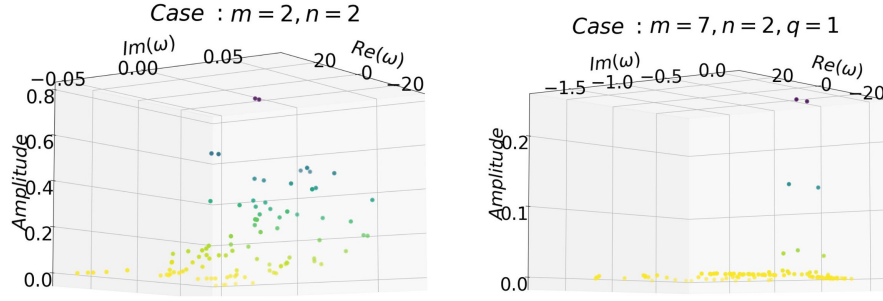 Case : m = 2, n = 2
Im(ω)
Re(ω)
−0.05
0.00
0.05
20
0
−20
Amplitude
0.8
0.6
0.4
0.2
0.0
Case : m = 7, n = 2, q = 1
Im(ω)
Re(ω)
−1.5
−1.0
−0.5
0.0
20
0
−20
Amplitude
0.2
0.1
0.0